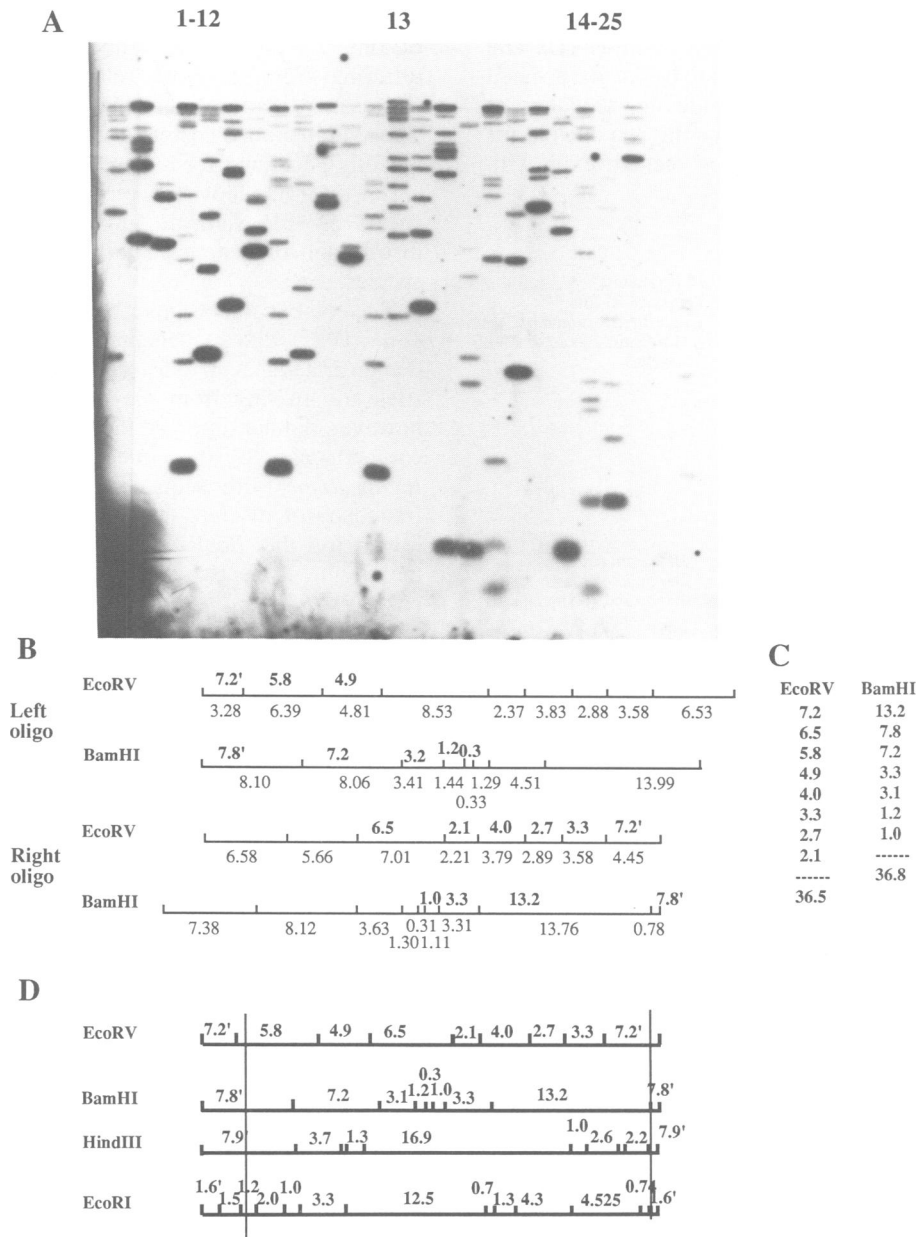 A 1-12 13 14-25
B
EcoRV 7.2' 5.8 4.9
Left oligo
3.28 6.39 4.81 8.53 2.37 3.83 2.88 3.58 6.53
BamHI 7.8' 7.2 3.2 1.2 0.3
8.10 8.06 3.41 1.44 1.29 4.51 13.99
0.33
EcoRV 6.5 2.1 4.0 2.7 3.3 7.2'
Right oligo
6.58 5.66 7.01 2.21 3.79 2.89 3.58 4.45
BamHI 1.0 3.3 13.2 7.8'
7.38 8.12 3.63 0.31 3.31 13.76 0.78
1.30 1.11
C
EcoRV BamHI
7.2 13.2
6.5 7.8
5.8 7.2
4.9 3.3
4.0 3.1
3.3 1.2
2.7 1.0
2.1 ------
------ 36.8
36.5
D
EcoRV 7.2' 5.8 4.9 6.5 2.1 4.0 2.7 3.3 7.2'
0.3
BamHI 7.8' 7.2 3.1 1.2 1.0 3.3 13.2 7.8'
1.0
HindIII 7.9' 3.7 1.3 16.9 2.6 2.2 7.9'
1.6' 1.2 1.0 0.7 0.74
EcoRI 1.5 2.0 3.3 12.5 1.3 4.3 4.525 1.6'